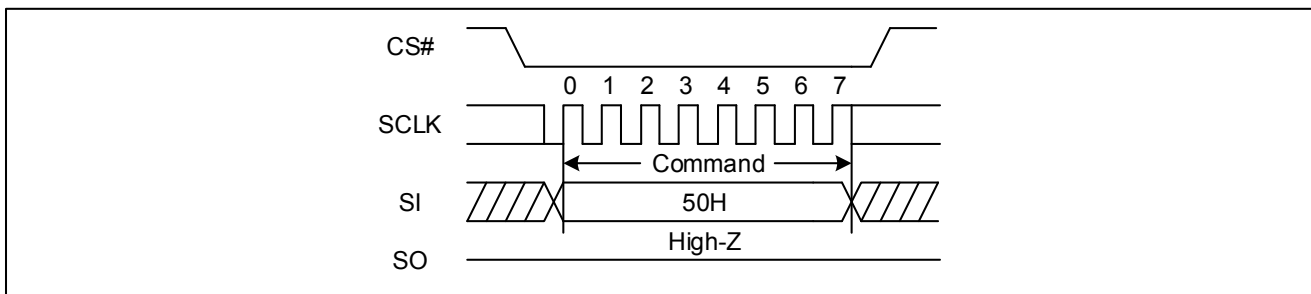 CS#
0 1 2 3 4 5 6 7
SCLK
Command
SI
50H
High-Z
SO